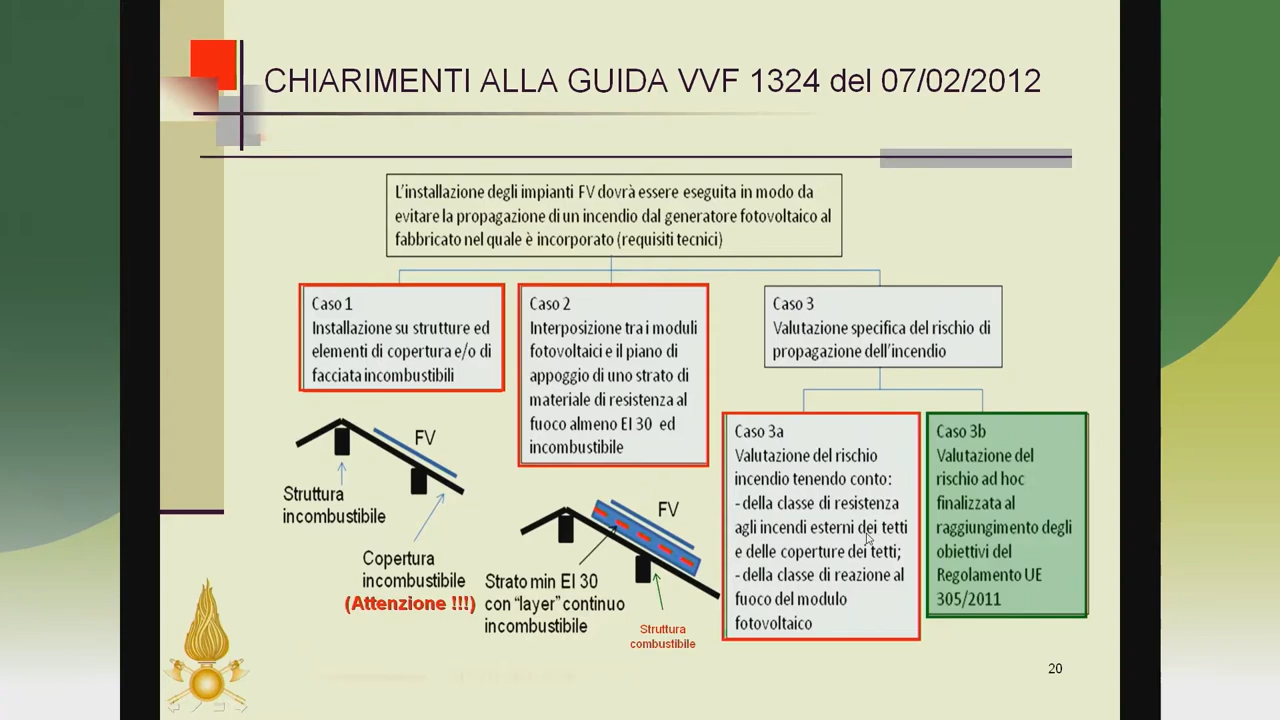 CHIARIMENTI ALLA GUIDA VVF 1324 del 07/02/2012
L'installazione degli impianti FV dovrà essere eseguita in modo da
evitare la propagazione di un incendio dal generatore fotovoltaico al
fabbricato nel quale è incorporato (requisiti tecnici)
Caso 1
Installazione su strutture ed
elementi di copertura e/o di
facciata incombustibili
Caso 2
Interposizione tra i moduli
fotovoltaici e il piano di
appoggio di uno strato di
materiale di resistenza al
fuoco almeno EI 30 ed
incombustibile
Caso 3
Valutazione specifica del rischio di
propagazione dell'incendio
Caso 3a
Valutazione del rischio
incendio tenendo conto:
- della classe di resistenza
agli incendi esterni dei tetti
e delle coperture dei tetti;
- della classe di reazione al
fuoco del modulo
fotovoltaico
Caso 3b
Valutazione del
rischio ad hoc
finalizzata al
raggiungimento degli
obiettivi del
Regolamento UE
305/2011
FV
Struttura
incombustibile
Copertura
incombustibile
(Attenzione !!!)
FV
Strato min EI 30
con "layer" continuo
incombustibile
Struttura
combustibile
20